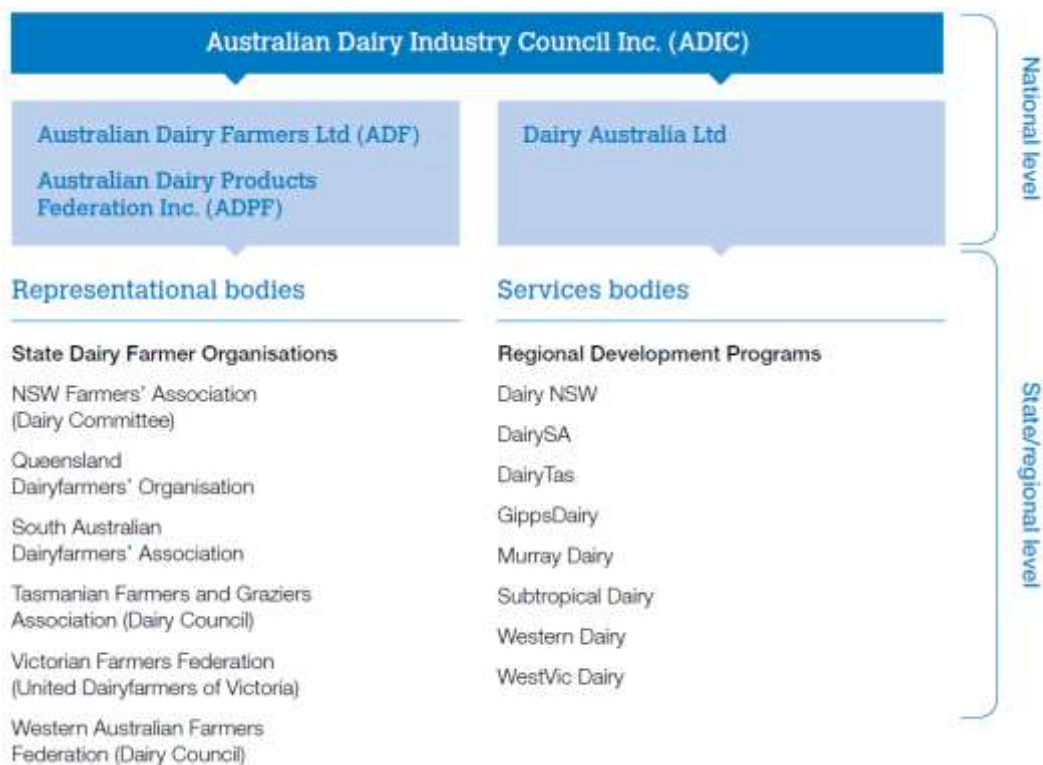 Australian Dairy Industry Council Inc. (ADIC)
Australian Dairy Farmers Ltd (ADF)
Australian Dairy Products
Federation Inc. (ADPF)
Dairy Australia Ltd
National level
Representational bodies
State Dairy Farmer Organisations
NSW Farmers' Association
(Dairy Committee)
Queensland
Dairyfarmers' Organisation
South Australian
Dairyfarmers' Association
Tasmanian Farmers and Graziers
Association (Dairy Council)
Victorian Farmers Federation
(United Dairyfarmers of Victoria)
Western Australian Farmers
Federation (Dairy Council)
Services bodies
Regional Development Programs
Dairy NSW
DairySA
DairyTas
GippsDairy
Murray Dairy
Subtropical Dairy
Western Dairy
WestVic Dairy
State/regional level